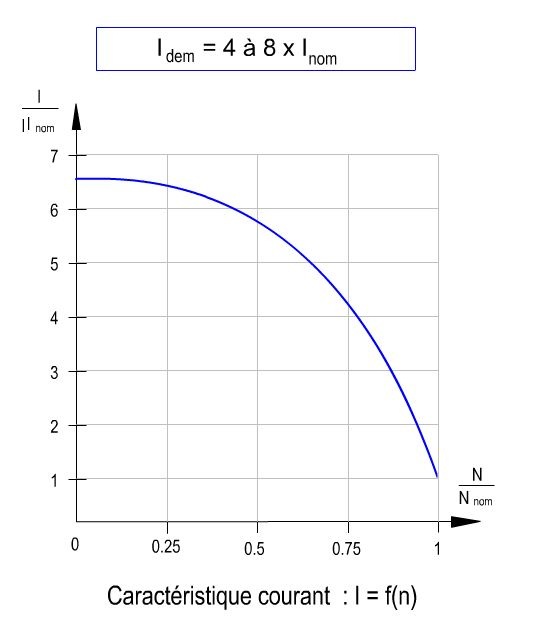 I dem = 4 à 8 x I nom
I
II nom
7
6
5
4
3
2
1
N
N nom
0 0.25 0.5 0.75 1
Caractéristique courant : I = f(n)